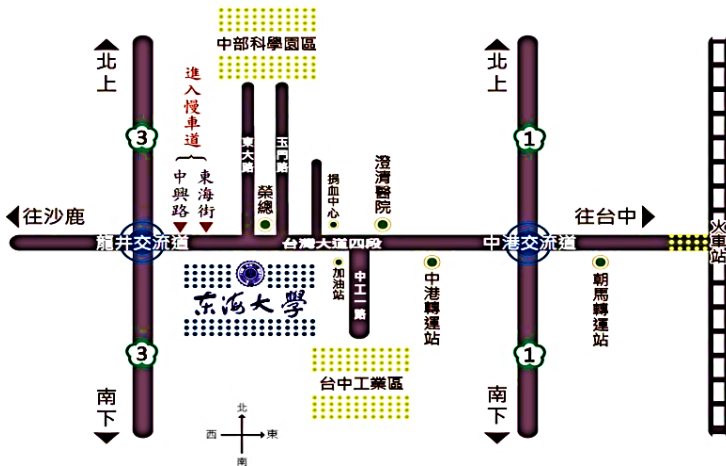 北上
中部科學園區
北上
3
進入慢車道
1
東大路
玉門路
中興路
東海街
榮總
捐血中心
澄清醫院
往沙鹿
往台中
火車站
龍井交流道
台灣大道四段
中港交流道
东海大學
加油站
中工一路
中港轉運站
朝馬轉運站
3
1
台中工業區
南下
南下
北
西
東
南